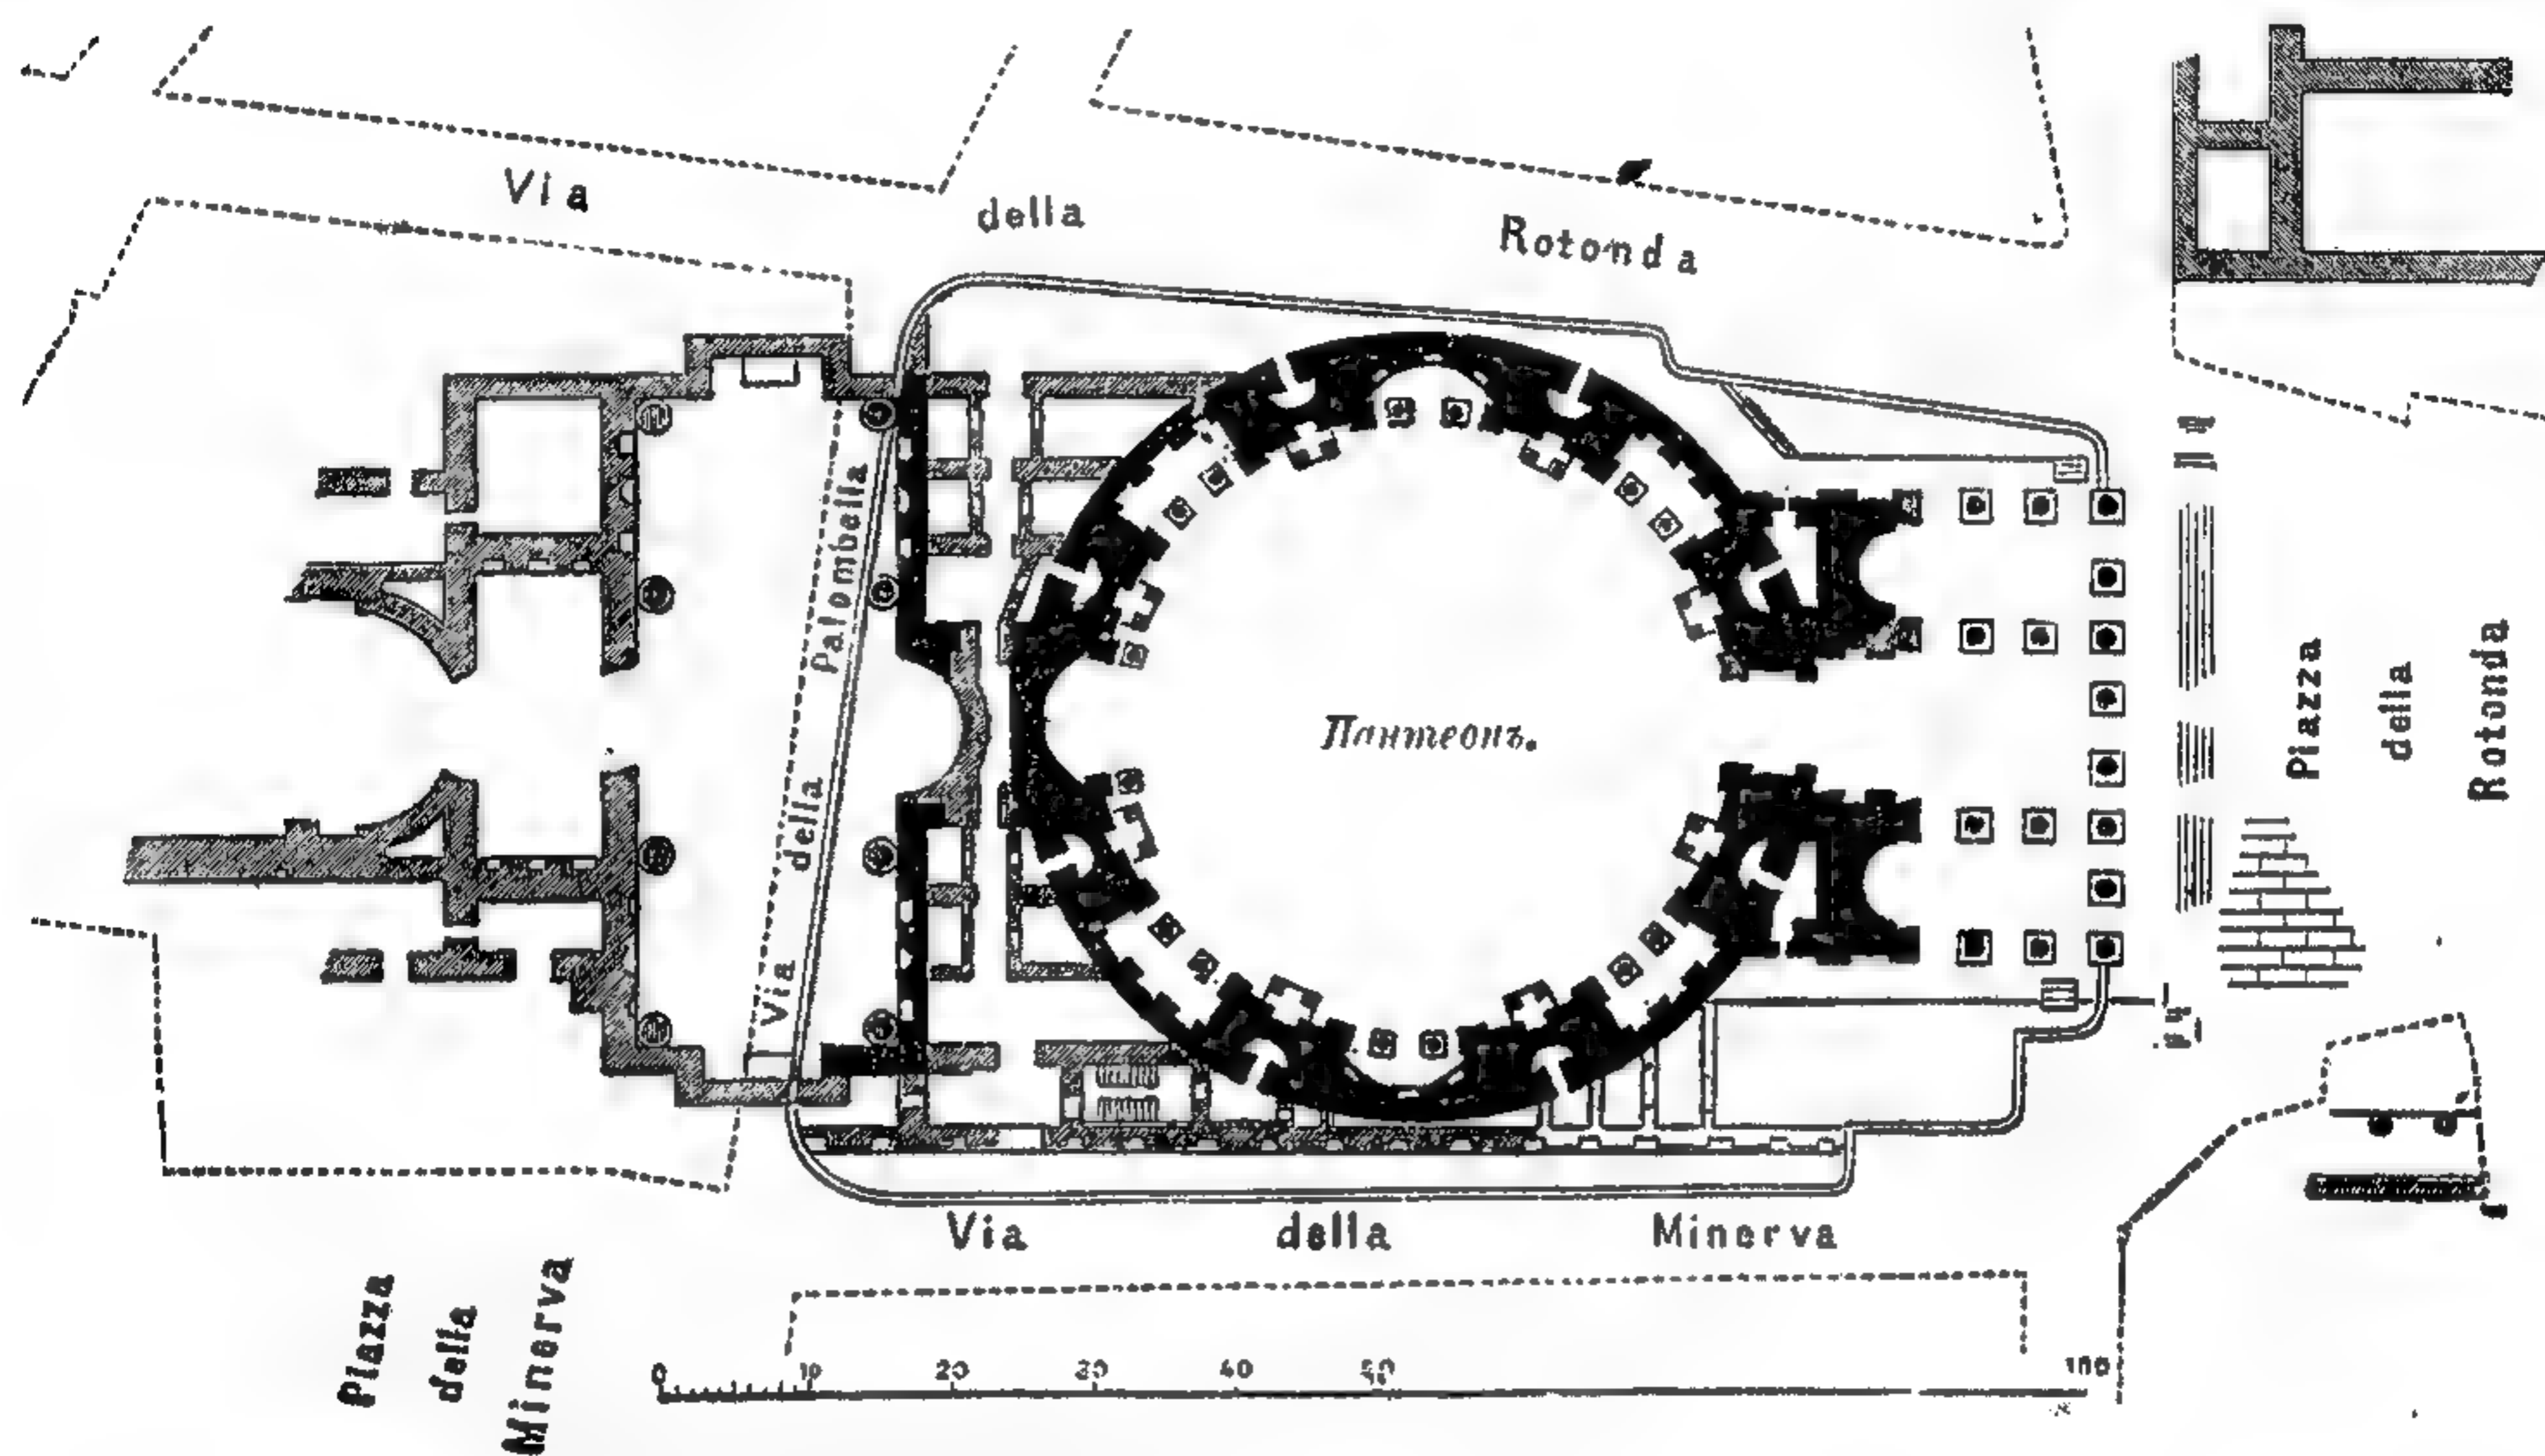 Via della Rotonda
Via della Palombella
Пантеонъ.
Piazza
della
Rotonda
Via della Minerva
Piazza
della
Minerva
0 10 20 30 40 50 100